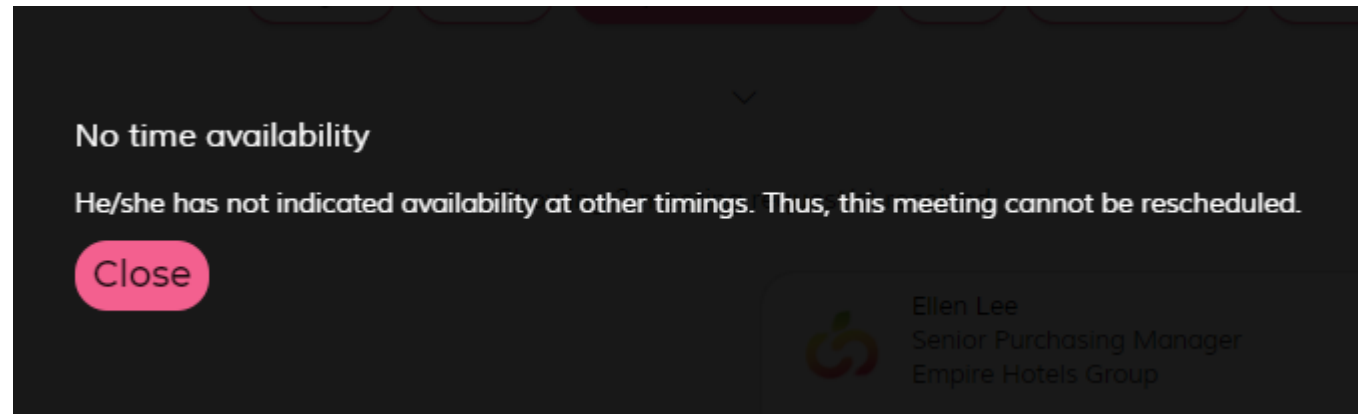 No time availability
He/she has not indicated availability at other timings. Thus, this meeting cannot be rescheduled.
Close
Ellen Lee
Senior Purchasing Manager
Empire Hotels Group